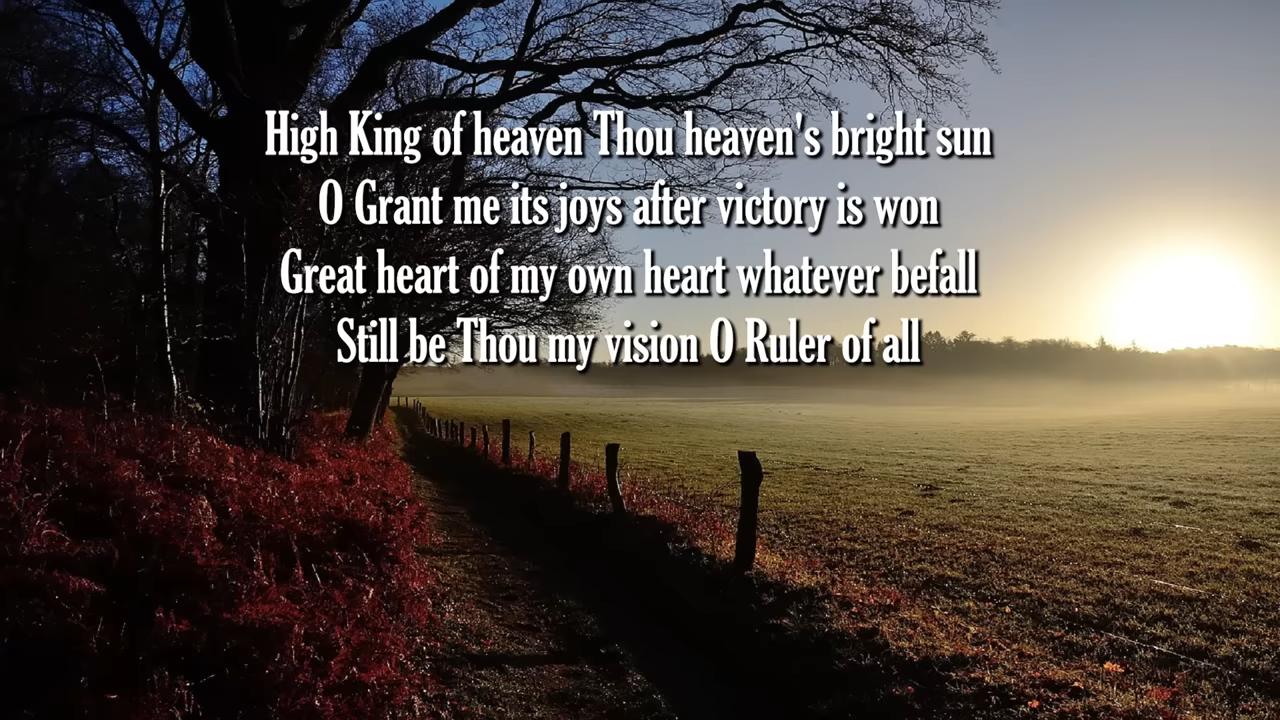 High King of heaven Thou heaven's bright sun
O Grant me its joys after victory is won
Great heart of my own heart whatever befall
Still be Thou my vision O Ruler of all